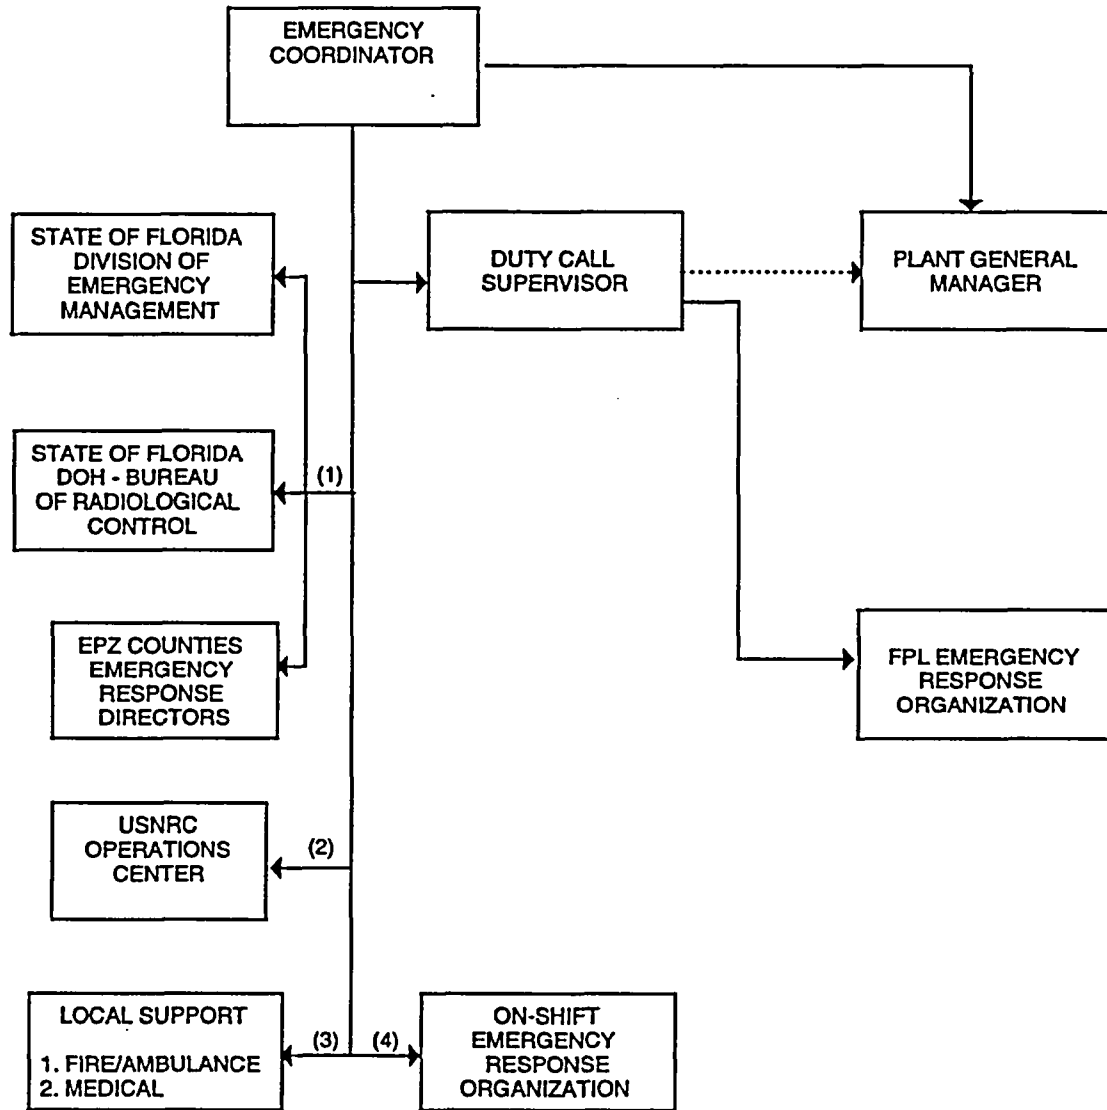 EMERGENCY
COORDINATOR
STATE OF FLORIDA
DIVISION OF
EMERGENCY
MANAGEMENT
DUTY CALL
SUPERVISOR
PLANT GENERAL
MANAGER
STATE OF FLORIDA
DOH - BUREAU
OF RADIOLOGICAL
CONTROL
(1)
EPZ COUNTIES
EMERGENCY
RESPONSE
DIRECTORS
FPL EMERGENCY
RESPONSE
ORGANIZATION
USNRC
OPERATIONS
CENTER
(2)
LOCAL SUPPORT
1. FIRE/AMBULANCE
2. MEDICAL
(3)
(4)
ON-SHIFT
EMERGENCY
RESPONSE
ORGANIZATION